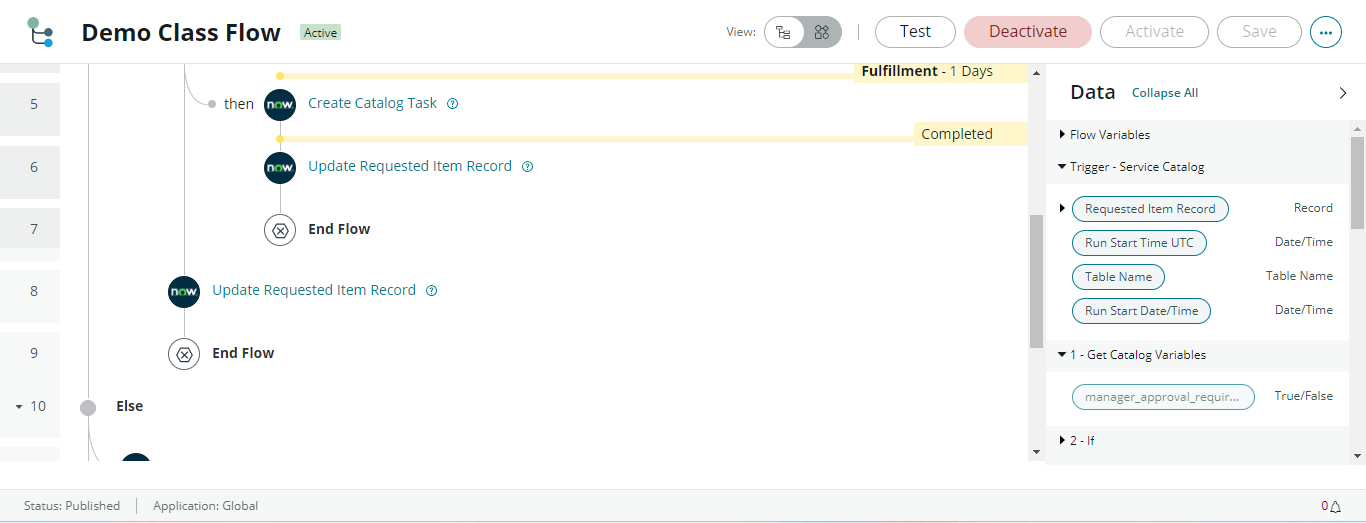 Demo Class Flow Active View: Test Deactivate Activate Save ...
Fulfillment - 1 Days
5 then now Create Catalog Task ?
Completed
6 now Update Requested Item Record ?
7 End Flow
8 now Update Requested Item Record ?
9 End Flow
10 Else
Data Collapse All
Flow Variables
Trigger - Service Catalog
Requested Item Record Record
Run Start Time UTC Date/Time
Table Name Table Name
Run Start Date/Time Date/Time
1 - Get Catalog Variables
manager_approval_requir... True/False
2 - If
Status: Published Application: Global 0